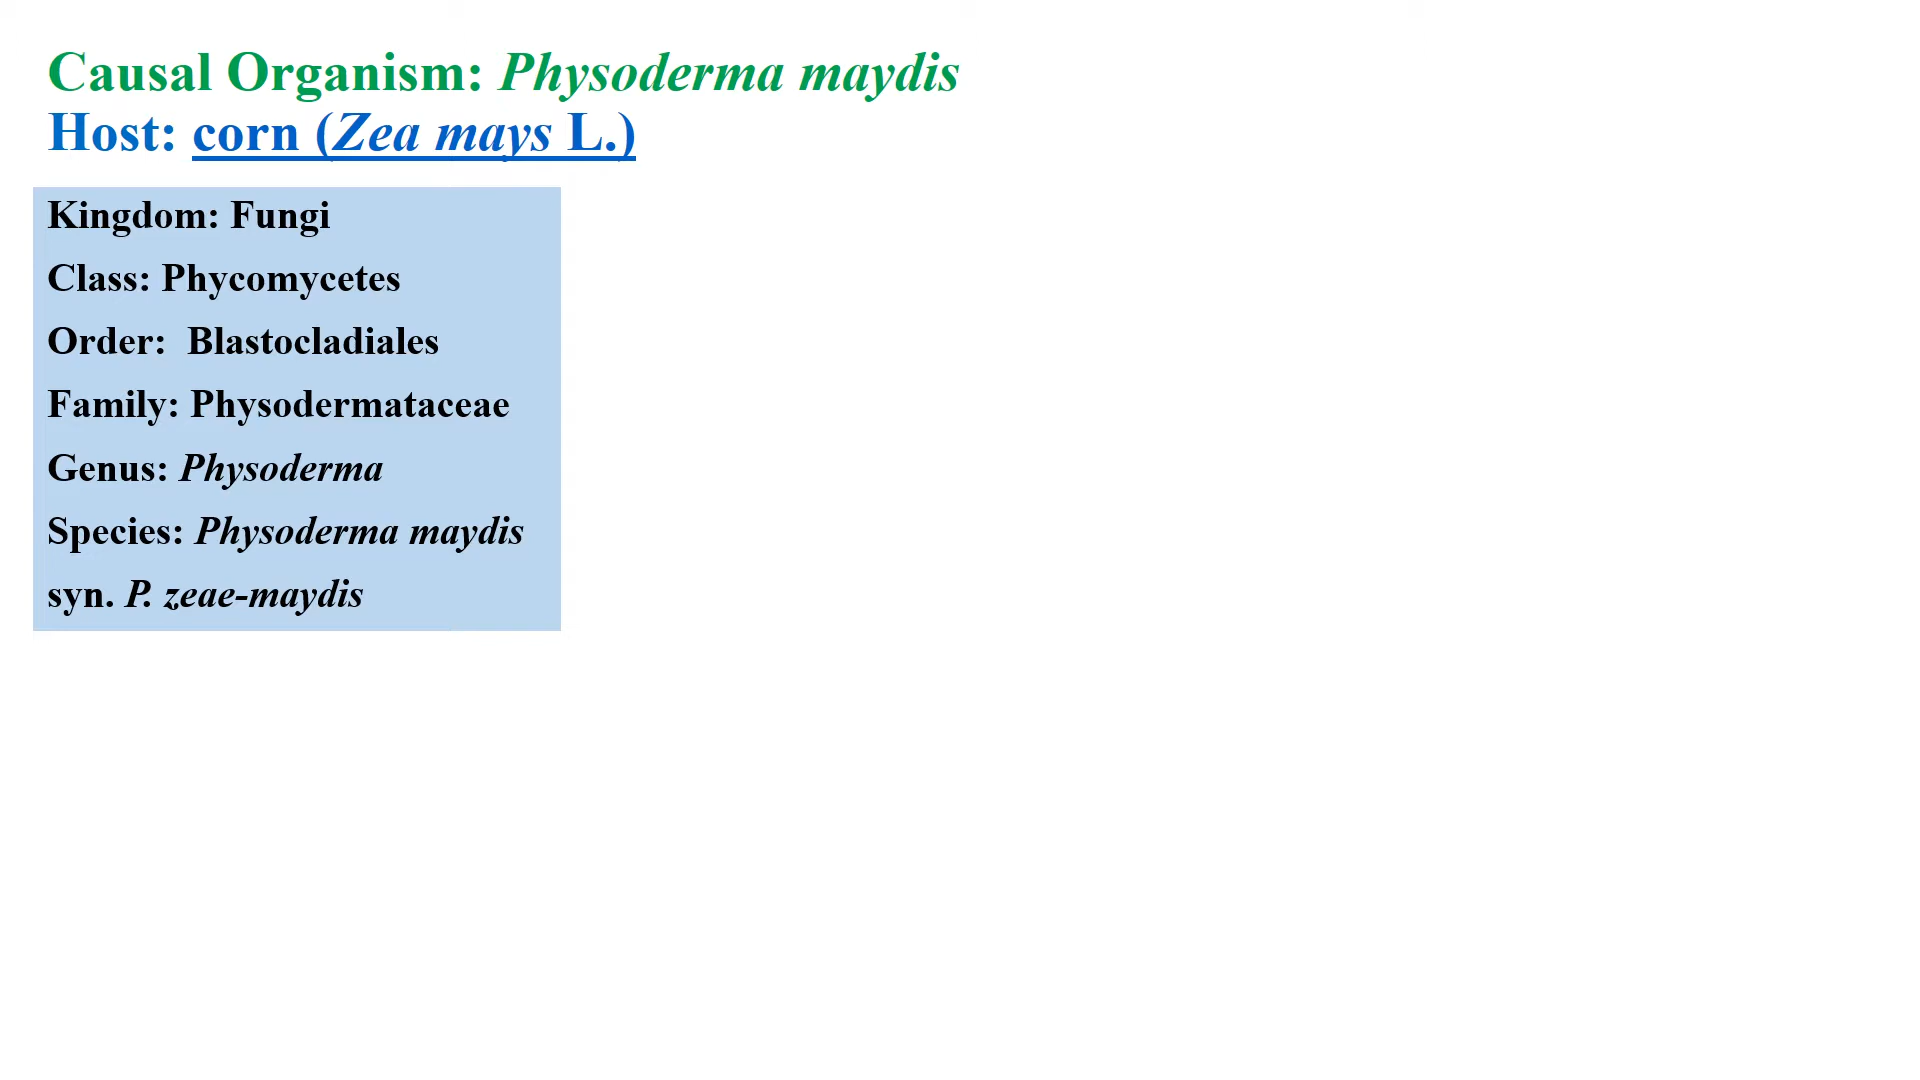 Causal Organism: Physoderma maydis
Host: corn (Zea mays L.)
Kingdom: Fungi
Class: Phycomycetes
Order:  Blastocladiales
Family: Physodermataceae
Genus: Physoderma
Species: Physoderma maydis
syn. P. zeae-maydis